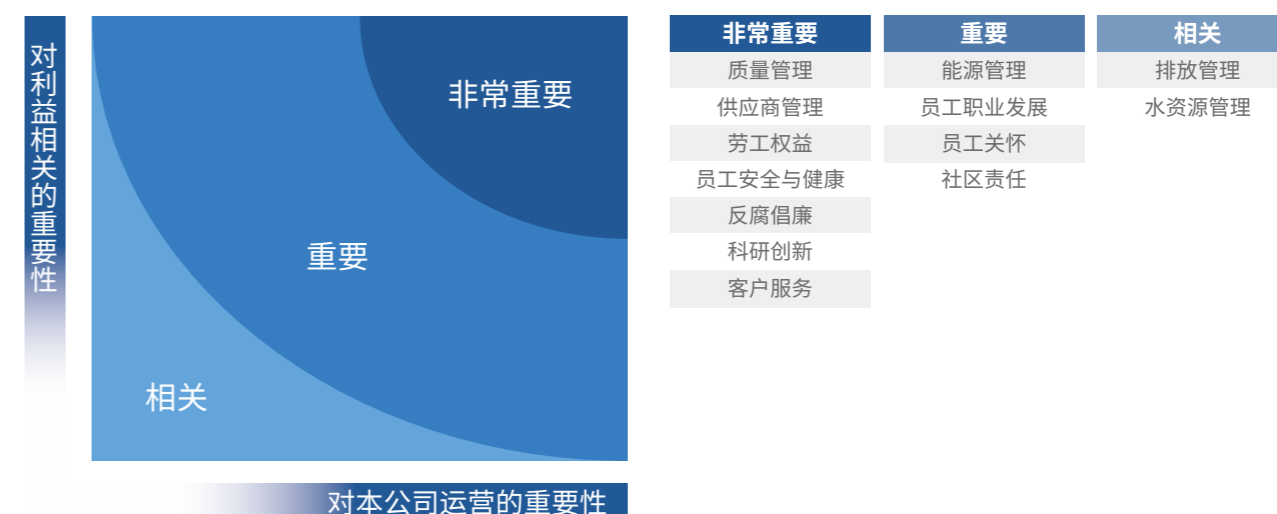 对利益相关的重要性
非常重要
重要
相关
对本公司运营的重要性
非常重要 重要 相关
质量管理 能源管理 排放管理
供应商管理 员工职业发展 水资源管理
劳工权益 员工关怀
员工安全与健康 社区责任
反腐倡廉
科研创新
客户服务